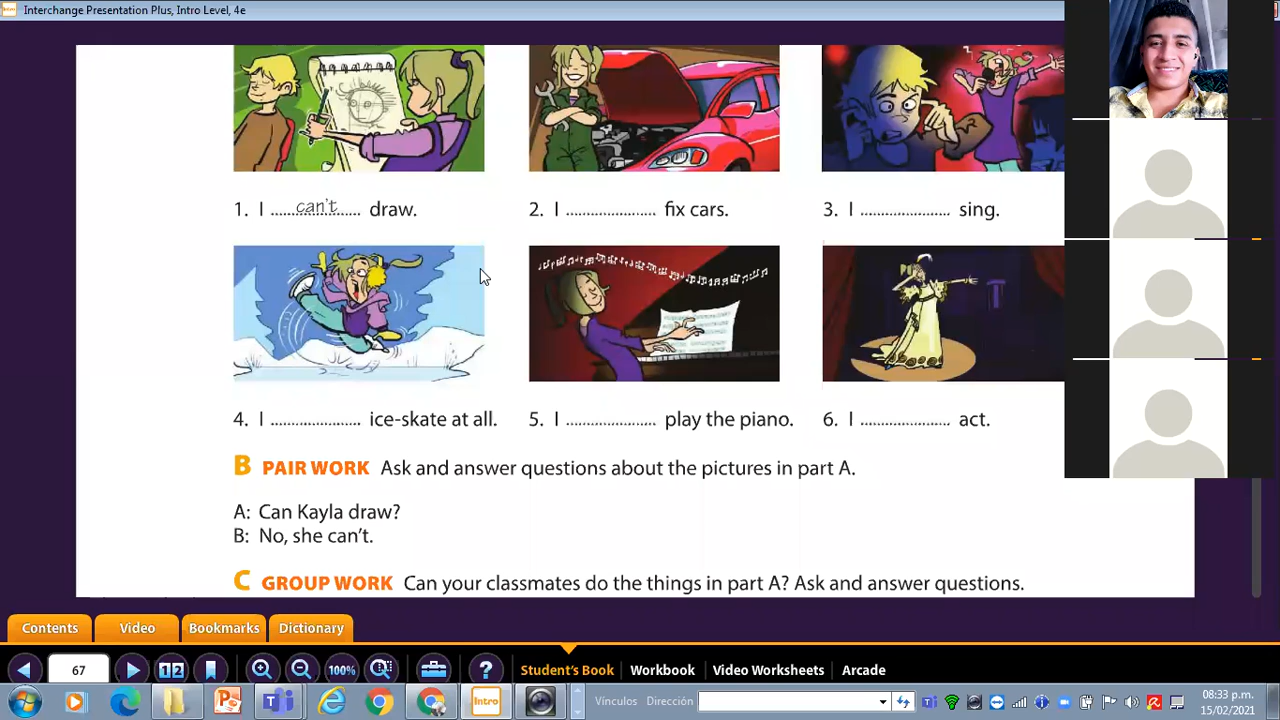 Interchange Presentation Plus, Intro Level, 4e
1. I can't draw.
2. I .................... fix cars.
3. I .................... sing.
4. I .................... ice-skate at all.
5. I .................... play the piano.
6. I .................... act.
B PAIR WORK Ask and answer questions about the pictures in part A.
A: Can Kayla draw?
B: No, she can't.
C GROUP WORK Can your classmates do the things in part A? Ask and answer questions.
Contents Video Bookmarks Dictionary
67 12 100% ? Student's Book Workbook Video Worksheets Arcade
Intro Vínculos Dirección 08:33 p.m.
15/02/2021